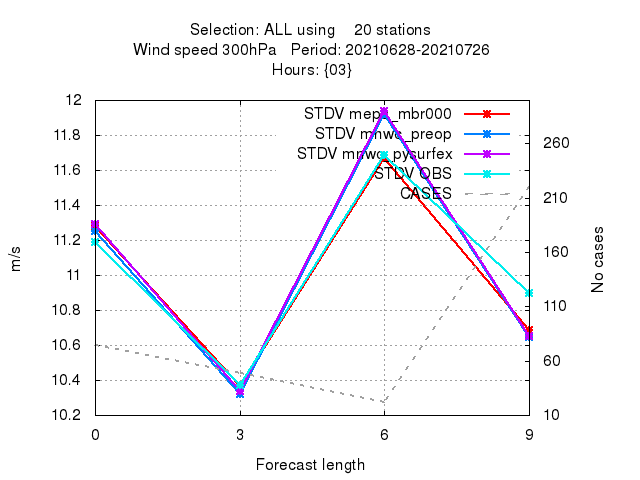 Selection: ALL using 20 stations
Wind speed 300hPa Period: 20210628-20210726
Hours: {03}
12
11.8
11.6
11.4
11.2
11
10.8
10.6
10.4
10.2
m/s
STDV
STDV
STDV
STDV OBS
CASES
260
210
160
110
60
10
No cases
0 3 6 9
Forecast length